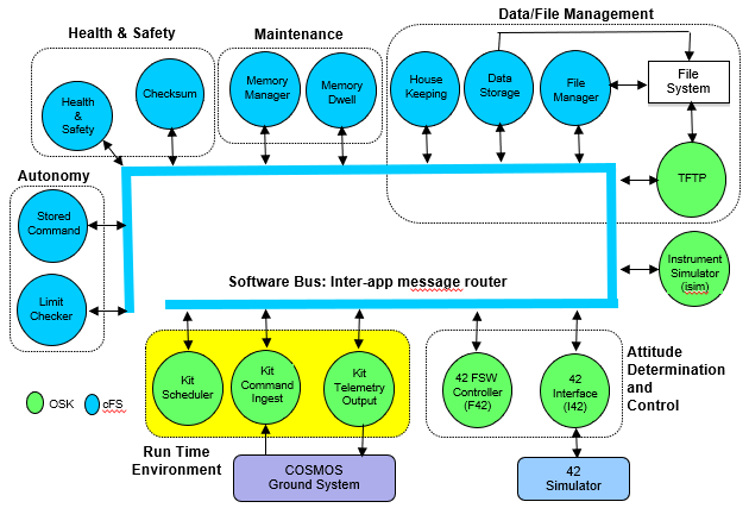 Health & Safety
Maintenance
Data/File Management
Health
&
Safety
Checksum
Memory
Manager
Memory
Dwell
House
Keeping
Data
Storage
File
Manager
File
System
TFTP
Autonomy
Stored
Command
Limit
Checker
Instrument
Simulator
(isim)
Software Bus: Inter-app message router
Kit
Scheduler
Kit
Command
Ingest
Kit
Telemetry
Output
42 FSW
Controller
(F42)
42
Interface
(I42)
Attitude
Determination
and
Control
OSK
cFS
Run Time
Environment
COSMOS
Ground System
42
Simulator